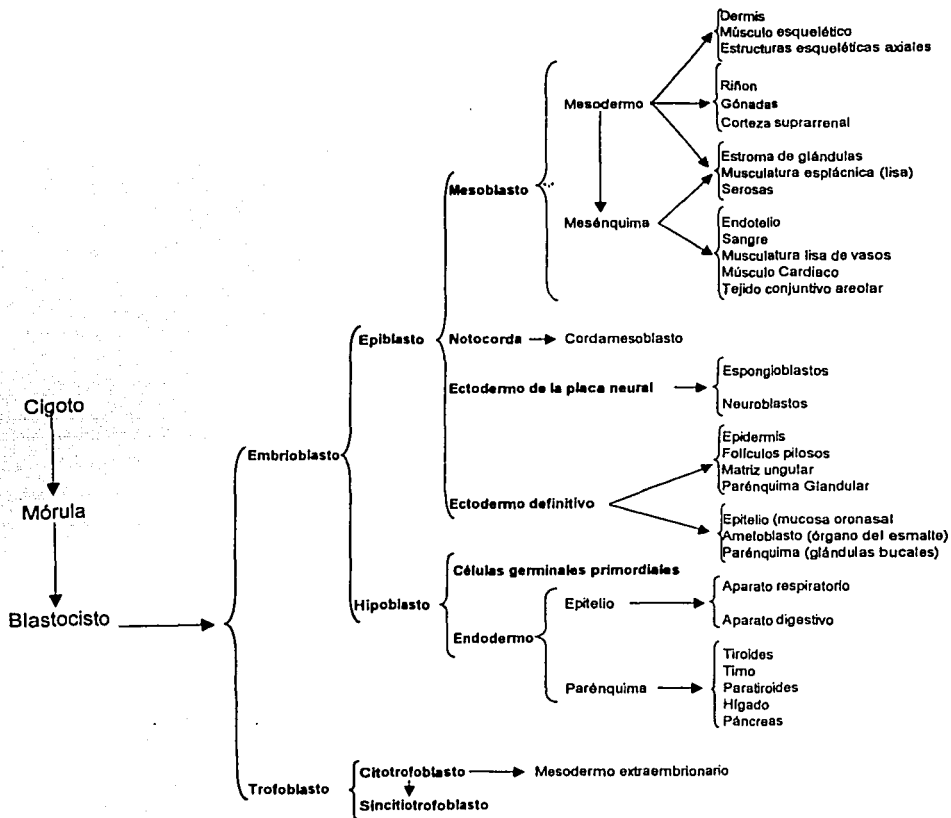 Cigoto
Mórula
Blastocisto
Embrioblasto
Trofoblasto
Epiblasto
Hipoblasto
Mesoblasto
Mesodermo
Dermis
Músculo esquelético
Estructuras esqueléticas axiales
Riñon
Gónadas
Corteza suprarrenal
Estroma de glándulas
Musculatura esplácnica (lisa)
Serosas
Mesénquima
Endotelio
Sangre
Musculatura lisa de vasos
Músculo Cardiaco
Tejido conjuntivo areolar
Notocorda
Cordamesoblasto
Ectodermo de la placa neural
Espongioblastos
Neuroblastos
Ectodermo definitivo
Epidermis
Folículos pilosos
Matriz ungular
Parénquima Glandular
Epitelio (mucosa oronasal
Ameloblasto (órgano del esmalte)
Parénquima (glándulas bucales)
Células germinales primordiales
Endodermo
Epitelio
Aparato respiratorio
Aparato digestivo
Parénquima
Tiroides
Timo
Paratiroides
Hígado
Páncreas
Citotrofoblasto
Mesodermo extraembrionario
Sincitiotrofoblasto